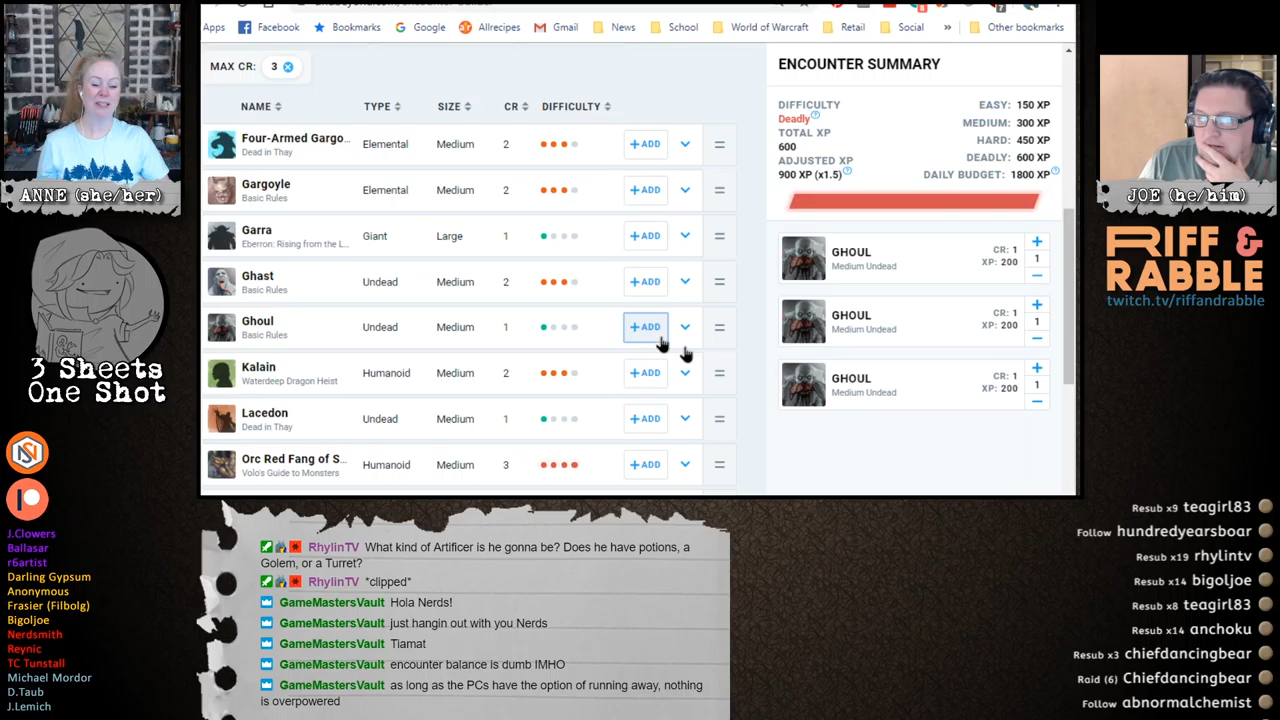 Apps Facebook Bookmarks Google Allrecipes Gmail News School World of Warcraft Retail Social » Other bookmarks
MAX CR: 3
NAME TYPE SIZE CR DIFFICULTY
Four-Armed Gargo... Elemental Medium 2 +ADD
Dead in Thay
Gargoyle Elemental Medium 2 +ADD
Basic Rules
Garra Giant Large 1 +ADD
Eberron: Rising from the L...
Ghast Undead Medium 2 +ADD
Basic Rules
Ghoul Undead Medium 1 +ADD
Basic Rules
Kalain Humanoid Medium 2 +ADD
Waterdeep Dragon Heist
Lacedon Undead Medium 1 +ADD
Dead in Thay
Orc Red Fang of S... Humanoid Medium 3 +ADD
Volo's Guide to Monsters
ENCOUNTER SUMMARY
DIFFICULTY
Deadly
TOTAL XP
600
ADJUSTED XP
900 XP (x1.5)
EASY: 150 XP
MEDIUM: 300 XP
HARD: 450 XP
DEADLY: 600 XP
DAILY BUDGET: 1800 XP
GHOUL CR: 1 1
Medium Undead XP: 200
GHOUL CR: 1 1
Medium Undead XP: 200
GHOUL CR: 1 1
Medium Undead XP: 200
ANNE (she/her)
JOE (he/him)
RIFF &
RABBLE
twitch.tv/riffandrabble
3 Sheets
One Shot
J.Clowers
Ballasar
r6artist
Darling Gypsum
Anonymous
Frasier (Filbolg)
Bigoljoe
Nerdsmith
Reynic
TC Tunstall
Michael Mordor
D.Taub
J.Lemich
RhylinTV What kind of Artificer is he gonna be? Does he have potions, a
Golem, or a Turret?
RhylinTV *clipped*
GameMastersVault Hola Nerds!
GameMastersVault just hangin out with you Nerds
GameMastersVault Tiamat
GameMastersVault encounter balance is dumb IMHO
GameMastersVault as long as the PCs have the option of running away, nothing
is overpowered
Resub x9 teagirl83
Follow hundredyearsboar
Resub x19 rhylintv
Resub x14 bigoljoe
Resub x8 teagirl83
Resub x14 anchoku
Resub x3 chiefdancingbear
Raid (6) Chiefdancingbear
Follow abnormalchemist